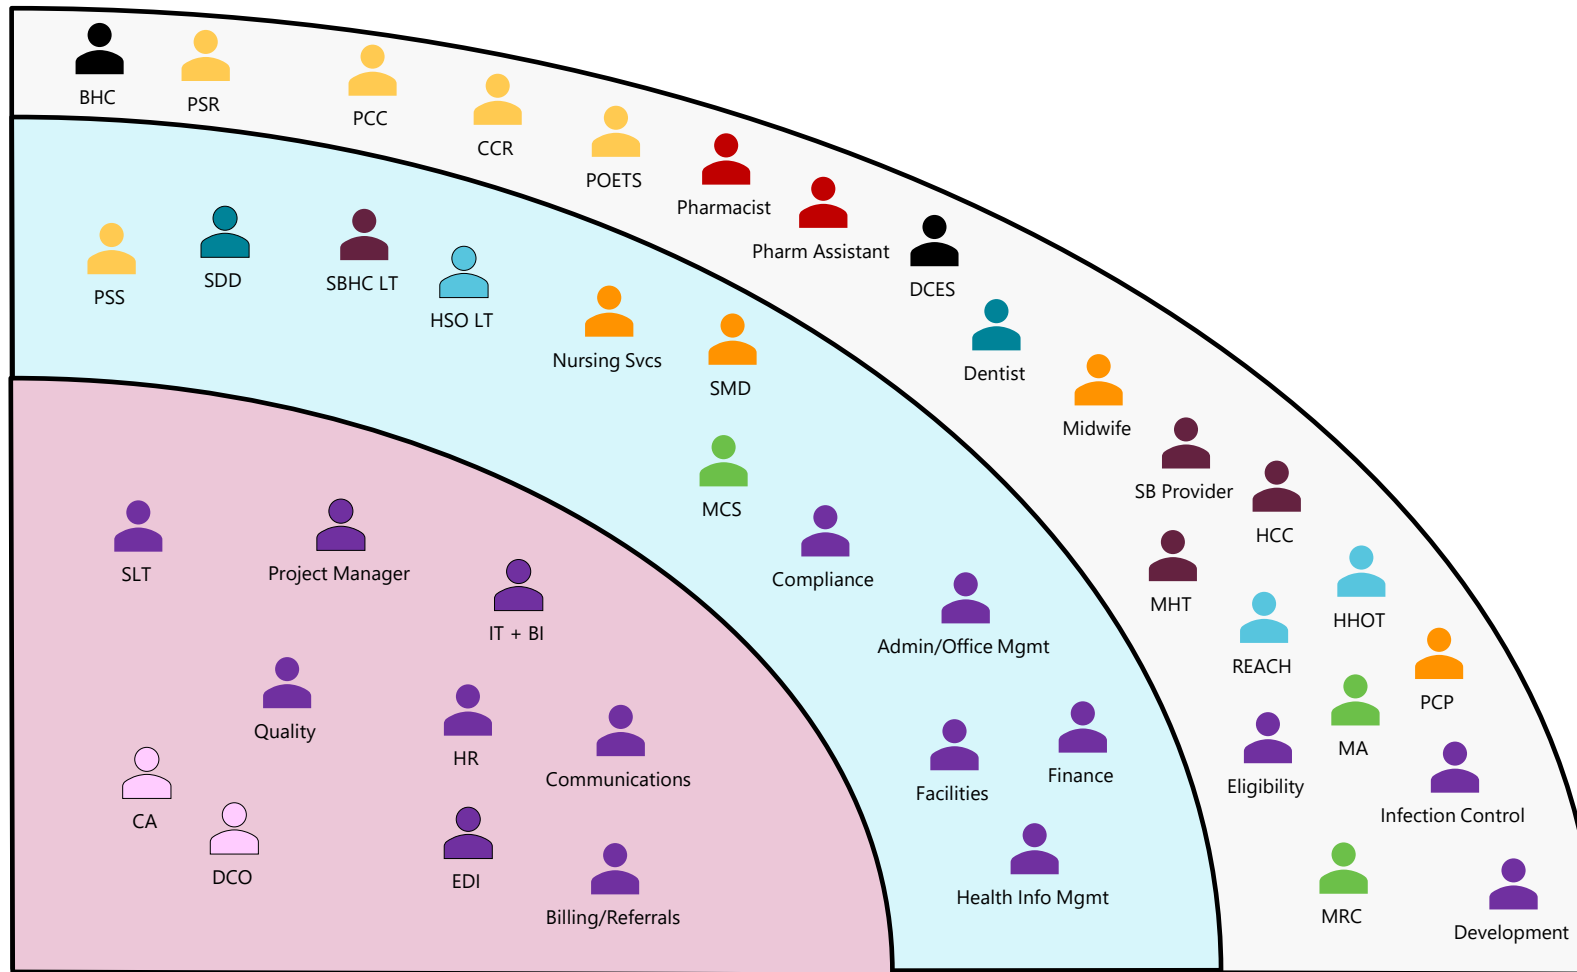 BHC
PSR
PCC
CCR
POETS
Pharmacist
Pharm Assistant
DCES
Dentist
Midwife
SB Provider
HCC
MHT
HHOT
REACH
PCP
MA
Eligibility
Infection Control
MRC
Development
PSS
SDD
SBHC LT
HSO LT
Nursing Svcs
SMD
MCS
Compliance
Admin/Office Mgmt
Finance
Facilities
Health Info Mgmt
SLT
Project Manager
IT + BI
Quality
HR
Communications
CA
DCO
EDI
Billing/Referrals